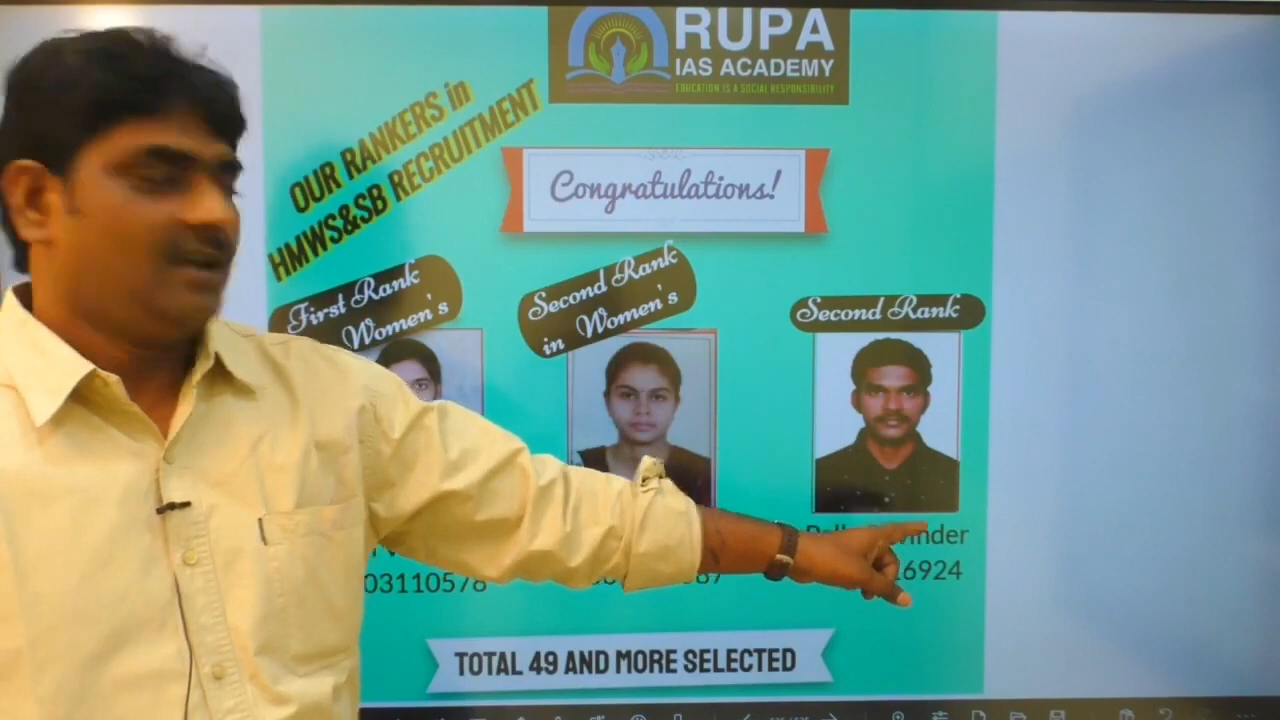 RUPA
IAS ACADEMY
EDUCATION IS A SOCIAL RESPONSIBILITY
OUR RANKERS in
HMWS&SB RECRUITMENT
Congratulations!
First Rank
Women's
Second Rank
in Women's
Second Rank
03110578
16924
TOTAL 49 AND MORE SELECTED